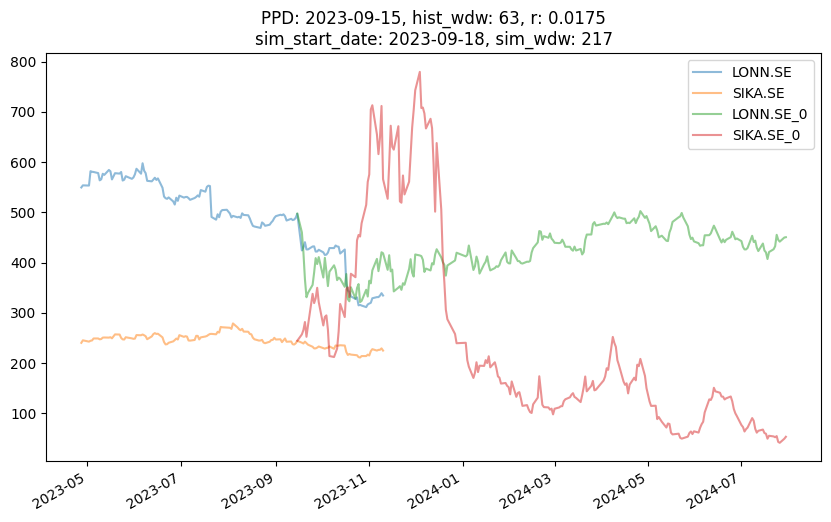 PPD: 2023-09-15, hist_wdw: 63, r: 0.0175
sim_start_date: 2023-09-18, sim_wdw: 217
800
700
600
500
400
300
200
100
LONN.SE
SIKA.SE
LONN.SE_0
SIKA.SE_0
2023-05
2023-07
2023-09
2023-11
2024-01
2024-03
2024-05
2024-07